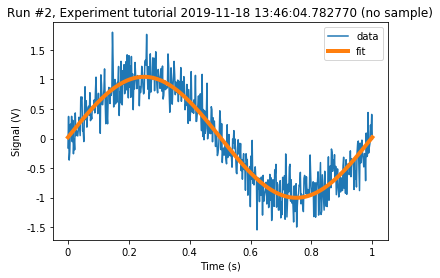 Run #2, Experiment tutorial 2019-11-18 13:46:04.782770 (no sample)
data
fit
Signal (V)
1.5
1
0.5
0
-0.5
-1
-1.5
0 0.2 0.4 0.6 0.8 1
Time (s)